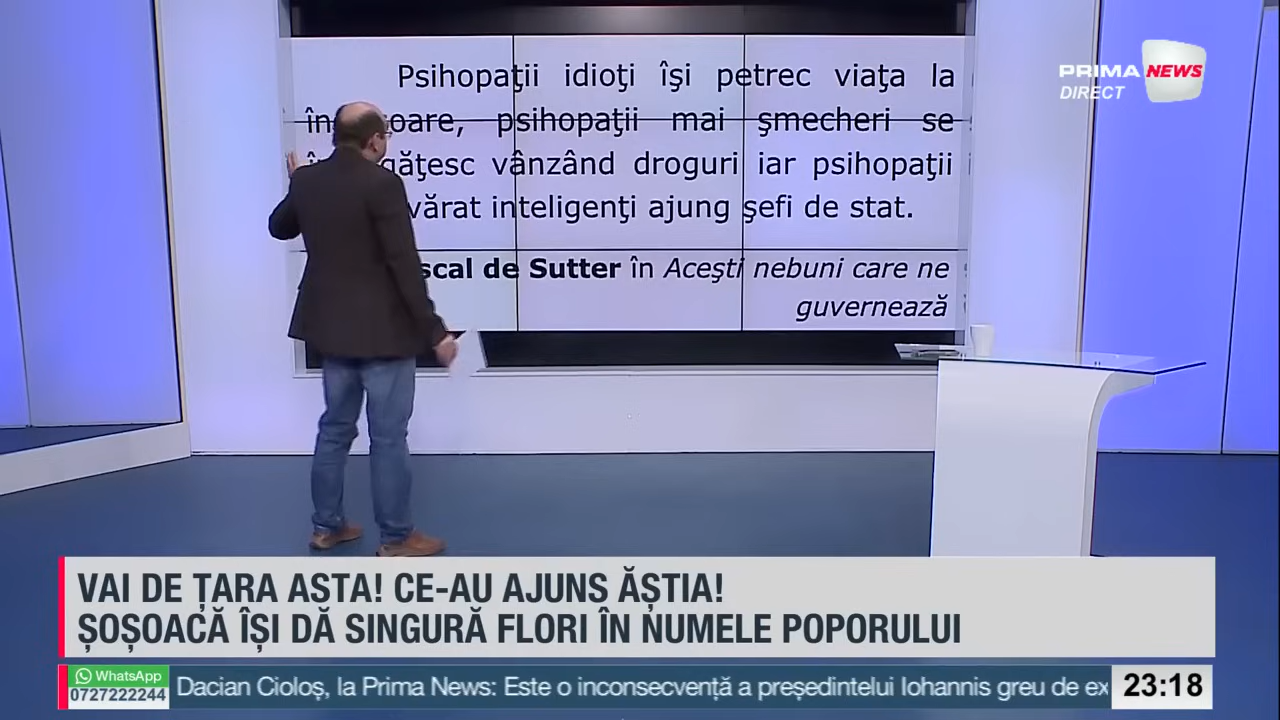 Psihopaţii idioţi îşi petrec viaţa la
psihopaţii mai şmecheri se
vânzând droguri iar psihopaţii
inteligenţi ajung şefi de stat.
de Sutter în Aceşti nebuni care ne
guvernează
PRIMA NEWS
DIRECT
VAI DE ȚARA ASTA! CE-AU AJUNS ĂȘTIA!
ȘOȘOACĂ ÎȘI DĂ SINGURĂ FLORI ÎN NUMELE POPORULUI
WhatsApp
0727222244
Dacian Cioloș, la Prima News: Este o inconsecvență a președintelui Iohannis greu de ex
23:18